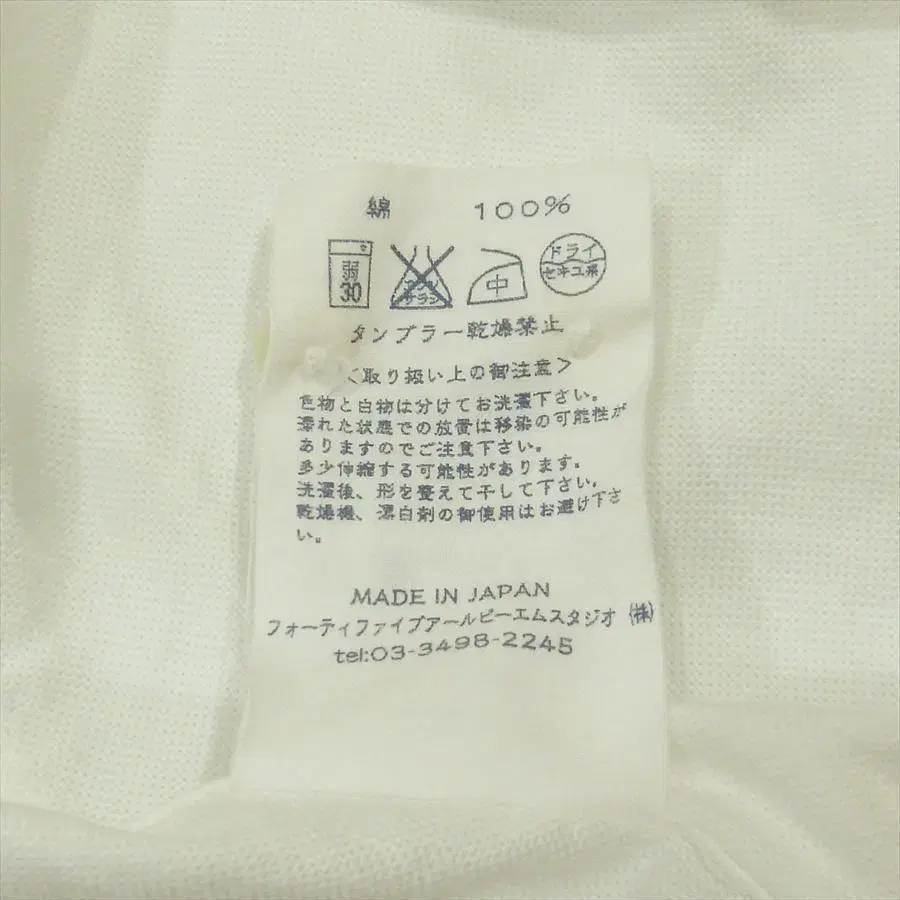 綿 100%
弱 30 エンソ サラシ 中 ドライ セキユ系
タンブラー乾燥禁止
<取り扱い上の御注意>
色物と白物は分けてお洗濯下さい。
濡れた状態での放置は移染の可能性が
ありますのでご注意下さい。
多少伸縮する可能性があります。
洗濯後、形を整えて干して下さい。
乾燥機、漂白剤の御使用はお避け下さ
い。
MADE IN JAPAN
フォーティファイブアールピーエムスタジオ (株)
tel:03-3498-2245